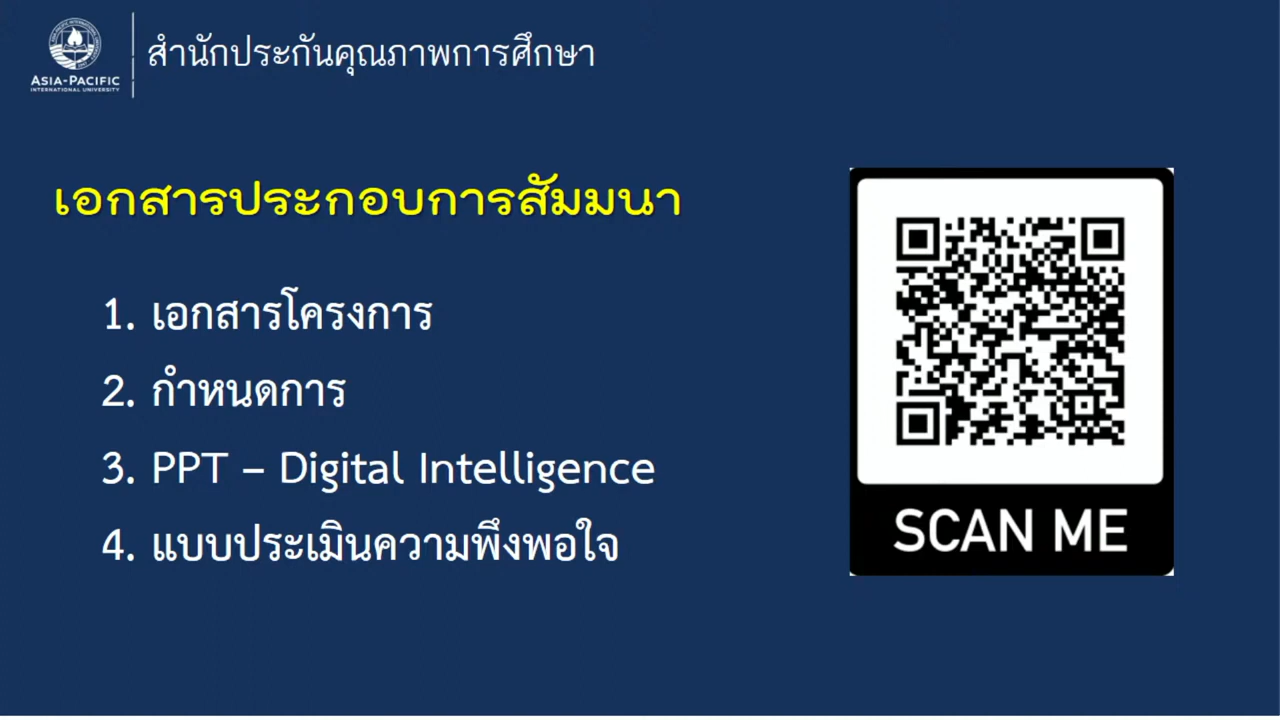 ASIA-PACIFIC
INTERNATIONAL UNIVERSITY
สำนักประกันคุณภาพการศึกษา
เอกสารประกอบการสัมมนา
1. เอกสารโครงการ
2. กำหนดการ
3. PPT – Digital Intelligence
4. แบบประเมินความพึงพอใจ
SCAN ME